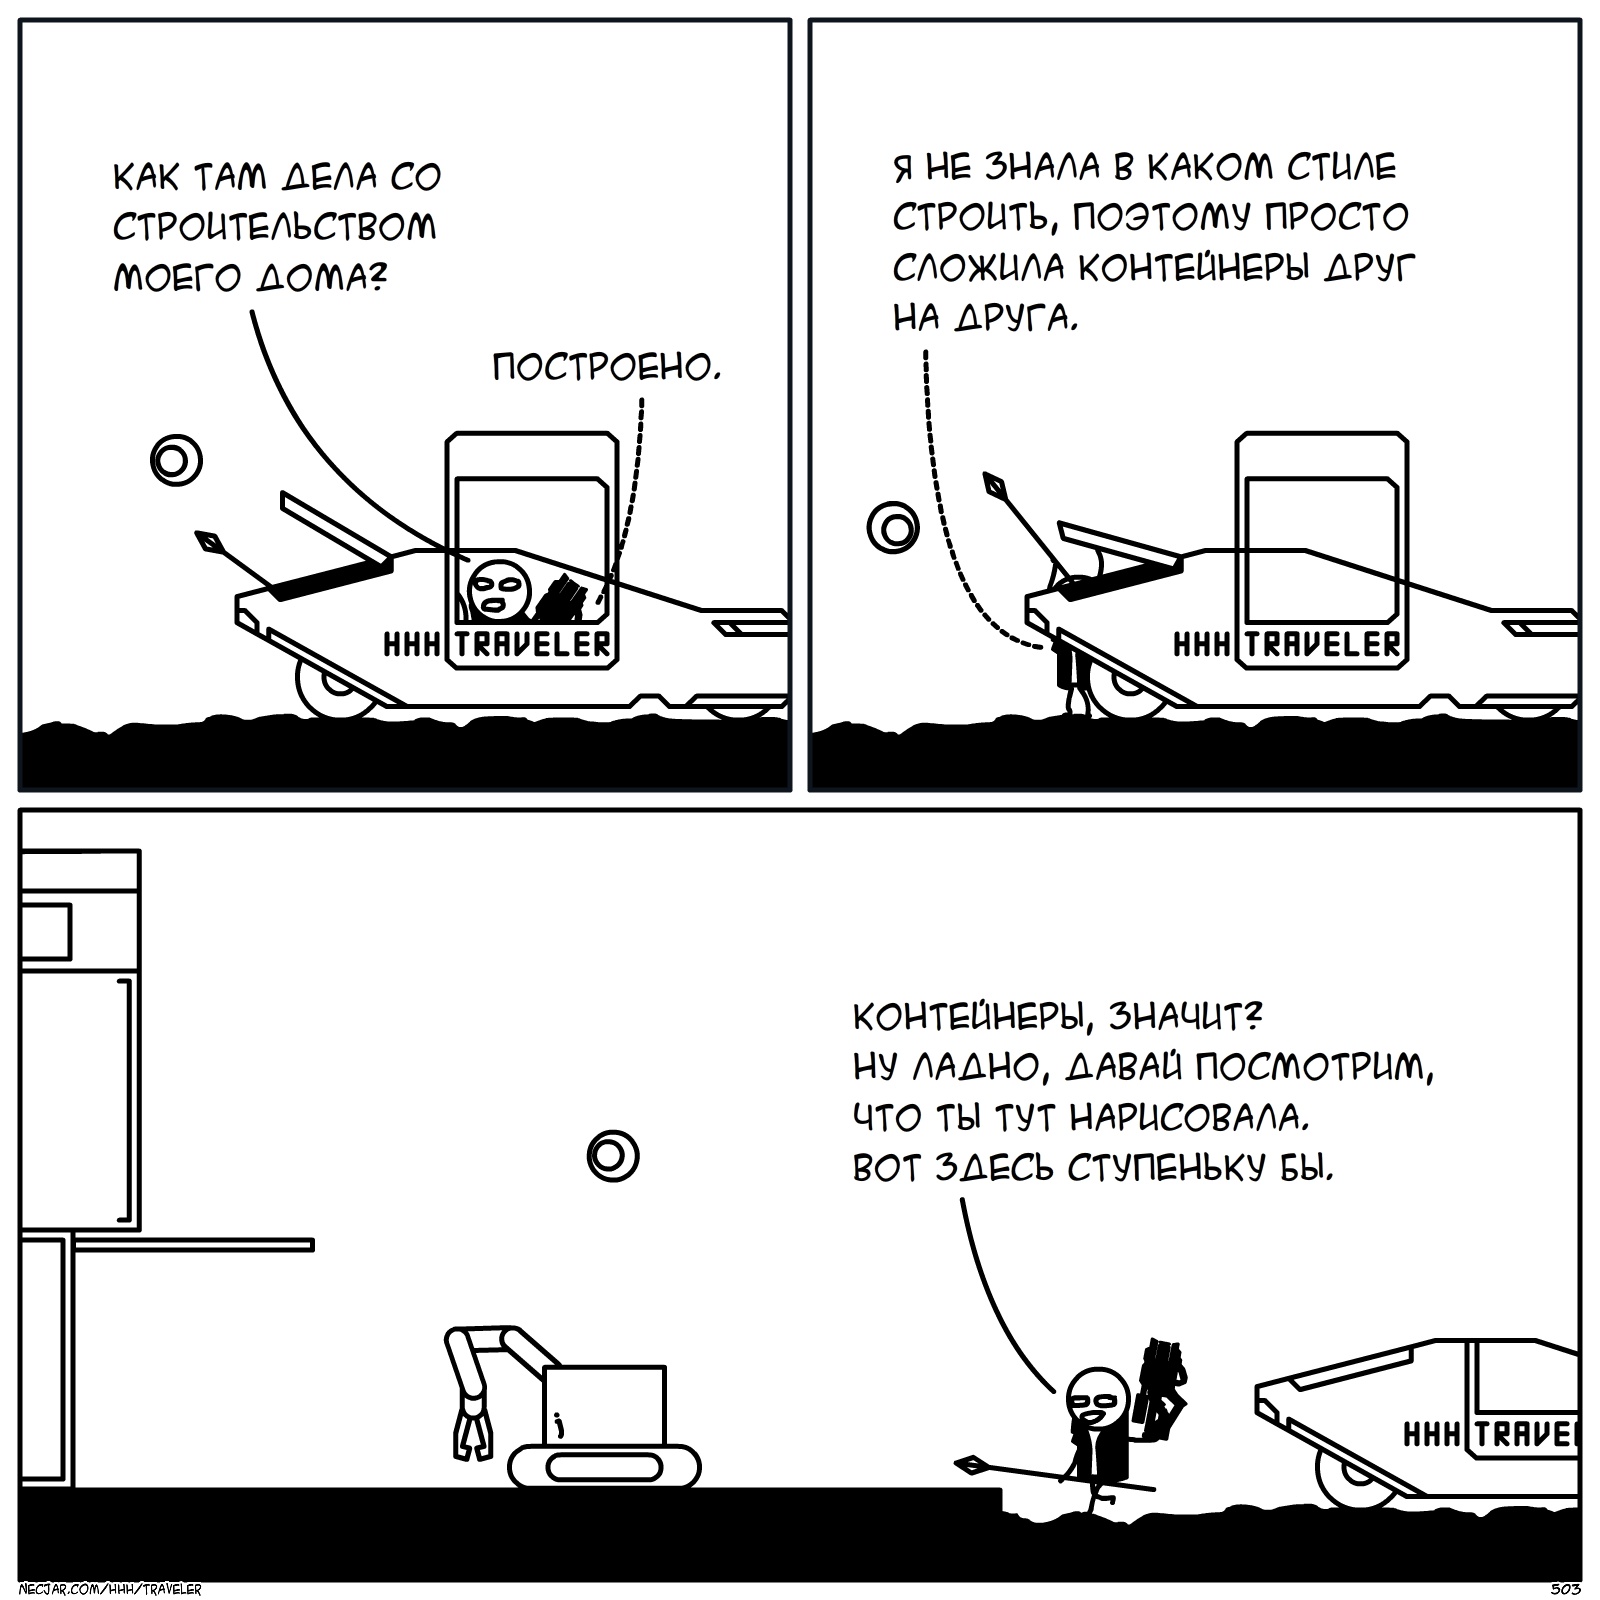 КАК ТАМ ДЕЛА СО
СТРОИТЕЛЬСТВОМ
МОЕГО ДОМА?
ПОСТРОЕНО.
HHH TRAVELER
Я НЕ ЗНАЛА В КАКОМ СТИЛЕ
СТРОИТЬ, ПОЭТОМУ ПРОСТО
СЛОЖИЛА КОНТЕЙНЕРЫ ДРУГ
НА ДРУГА.
HHH TRAVELER
КОНТЕЙНЕРЫ, ЗНАЧИТ?
НУ ЛАДНО, ДАВАЙ ПОСМОТРИМ,
ЧТО ТЫ ТУТ НАРИСОВАЛА.
ВОТ ЗДЕСЬ СТУПЕНЬКУ БЫ.
HHH TRAVE
NECJAR.COM/HHH/TRAVELER
503